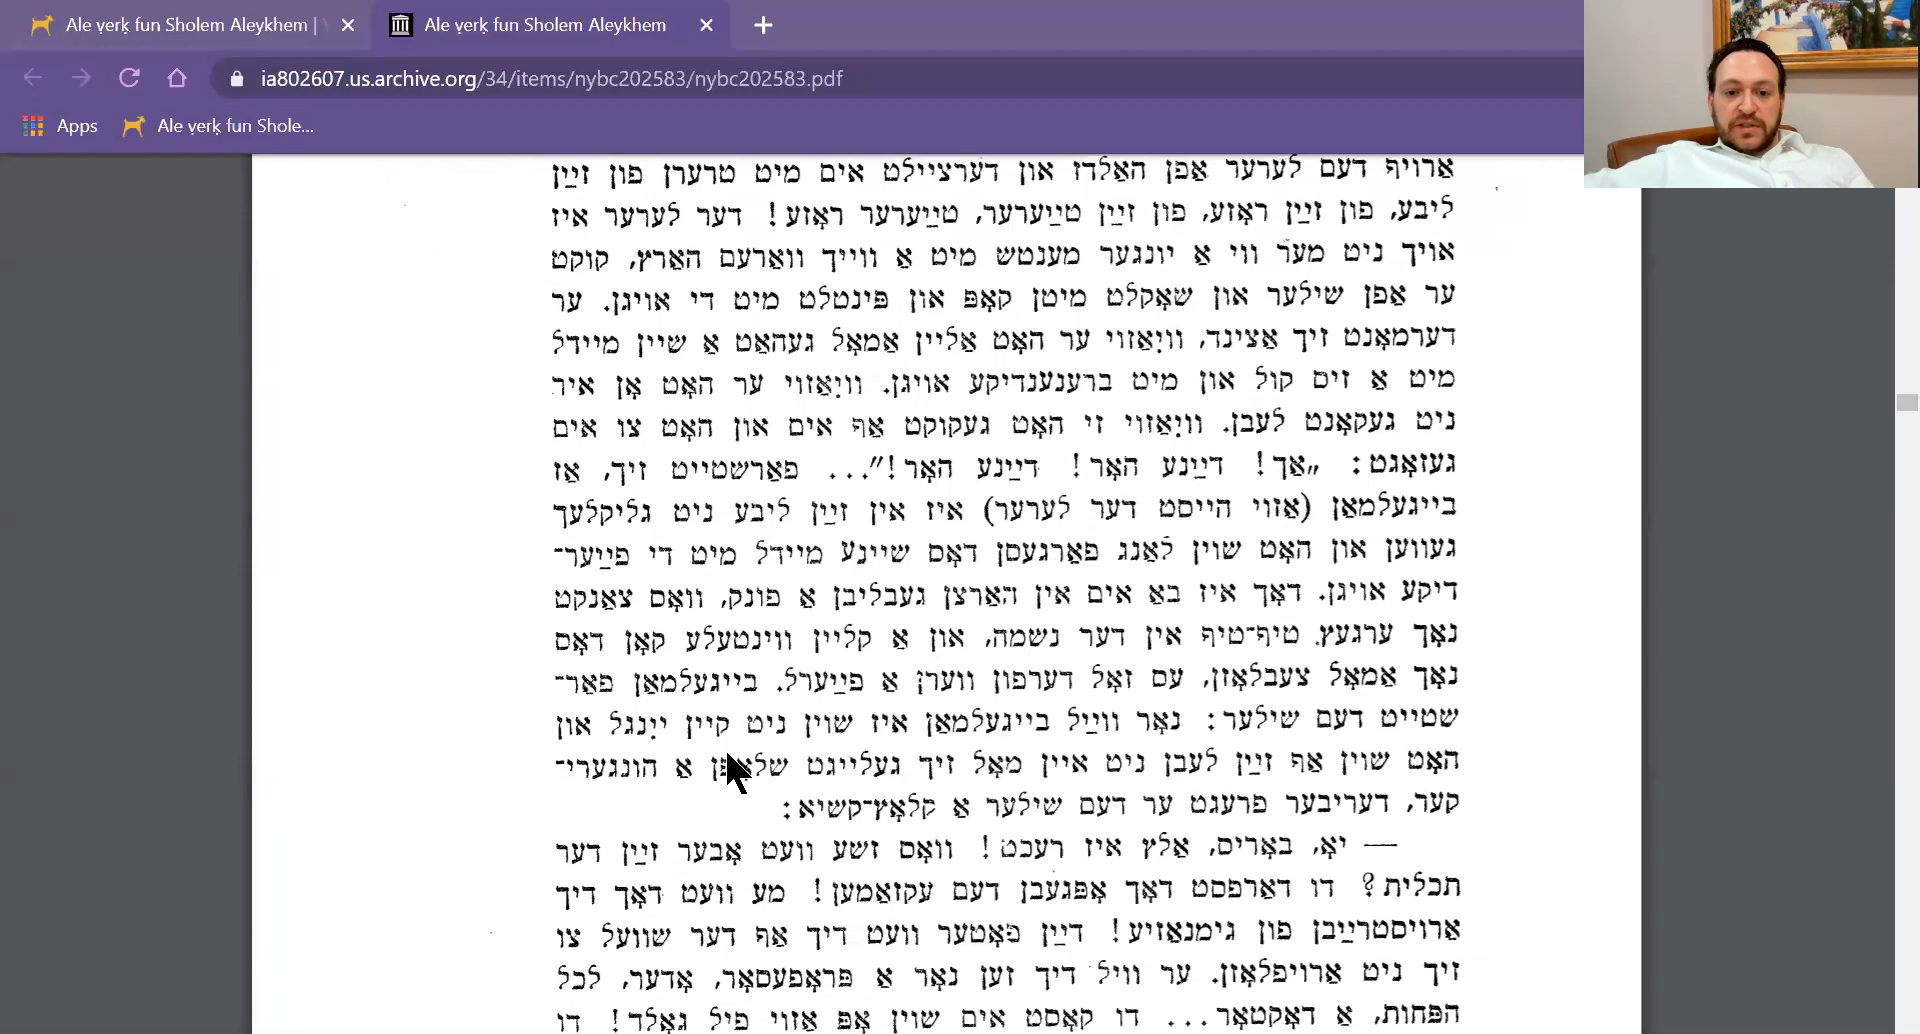 Ale ṿerḳ fun Sholem Aleykhem |
Ale ṿerḳ fun Sholem Aleykhem
ia802607.us.archive.org/34/items/nybc202583/nybc202583.pdf
Apps
Ale ṿerḳ fun Shole...
אַרויף דעם לערער אַפן האַלדז און דערציילט אים מיט טרערן פון זײַן
ליבע, פון זײַן ראָזע, פון זײַן טײַערער, טײַערער ראָזע! דער לערער איז
אויך ניט מער ווי אַ יונגער מענטש מיט אַ ווייך וואַרעם האַרץ, קוקט
ער אַפן שילער און שאָקלט מיטן קאָפּ און פּינטלט מיט די אויגן. ער
דערמאָנט זיך אַצינד, וויאַזוי ער האָט אַליין אַמאָל געהאַט אַ שיין מיידל
מיט אַ זיס קול און מיט ברענענדיקע אויגן. וויאַזוי ער האָט אָן איר
ניט געקאָנט לעבן. וויאַזוי זי האָט געקוקט אַף אים און האָט צו אים
געזאָגט: „אַך! דײַנע האָר! דײַנע האָר!"... פאַרשטייט זיך, אַז
בייגעלמאַן (אַזוי הייסט דער לערער) איז אין זײַן ליבע ניט גליקלעך
געווען און האָט שוין לאַנג פאַרגעסן דאָס שיינע מיידל מיט די פײַער־
דיקע אויגן. דאָך איז באַ אים אין האַרצן געבליבן אַ פונק, וואָס צאַנקט
נאָך ערגעץ טיף־טיף אין דער נשמה, און אַ קליין ווינטעלע קאָן דאָס
נאָך אַמאָל צעבלאָזן, עס זאָל דערפון ווערן אַ פײַערל. בייגעלמאַן פאַר־
שטייט דעם שילער: נאָר ווײַל בייגעלמאַן איז שוין ניט קיין ייִנגל און
האָט שוין אַף זײַן לעבן ניט איין מאָל זיך געלייגט שלאָפן אַ הונגערי־
קער, דעריבער פרעגט ער דעם שילער אַ קלאָץ־קשיא:
— יאָ, באָריס, אַלץ איז רעכט! וואָס זשע וועט אָבער זײַן דער
תכלית? דו דאַרפסט דאָך אָפּגעבן דעם עקזאַמען! מע וועט דאָך דיך
אַרויסטרײַבן פון גימנאַזיע! דײַן פאָטער וועט דיך אַף דער שוועל צו
זיך ניט אַרויפלאָזן. ער וויל דיך זען נאָר אַ פּראָפעסאָר, אָדער, לכל
הפּחות, אַ דאָקטאָר... דו קאָסט אים שוין אָפּ אַזוי פיל גאָלד! דו